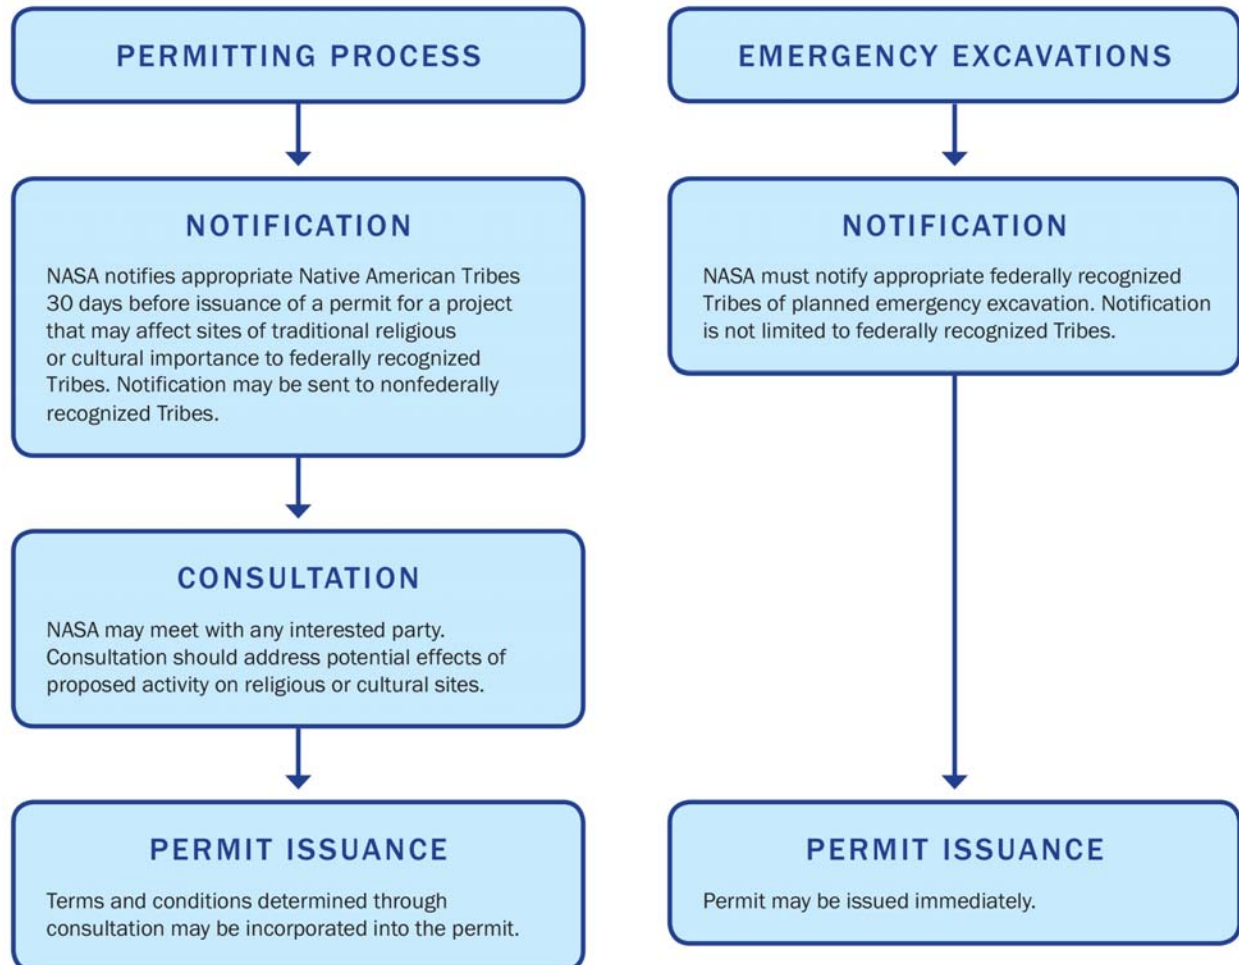 PERMITTING PROCESS
NOTIFICATION
NASA notifies appropriate Native American Tribes
30 days before issuance of a permit for a project
that may affect sites of traditional religious
or cultural importance to federally recognized
Tribes. Notification may be sent to nonfederally
recognized Tribes.
CONSULTATION
NASA may meet with any interested party.
Consultation should address potential effects of
proposed activity on religious or cultural sites.
PERMIT ISSUANCE
Terms and conditions determined through
consultation may be incorporated into the permit.
EMERGENCY EXCAVATIONS
NOTIFICATION
NASA must notify appropriate federally recognized
Tribes of planned emergency excavation. Notification
is not limited to federally recognized Tribes.
PERMIT ISSUANCE
Permit may be issued immediately.